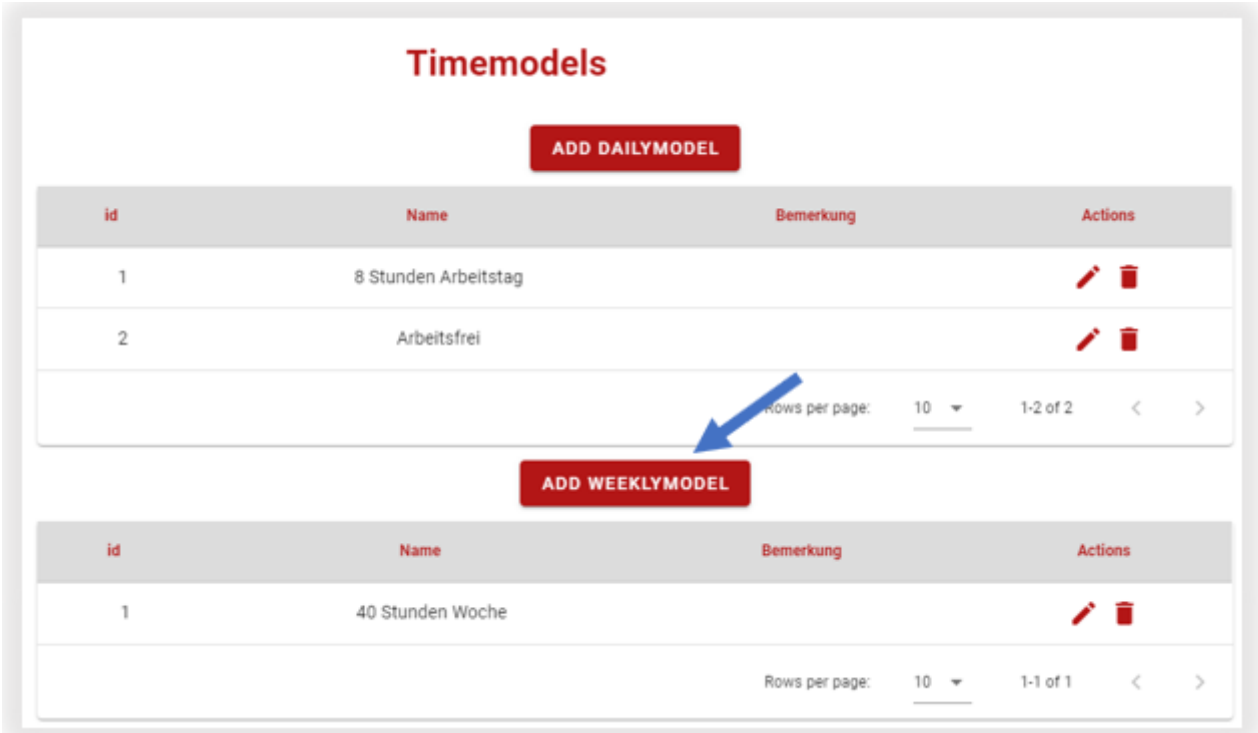 Timemodels
ADD DAILYMODEL
id Name Bemerkung Actions
1 8 Stunden Arbeitstag
2 Arbeitsfrei
Rows per page: 10 1-2 of 2
ADD WEEKLYMODEL
id Name Bemerkung Actions
1 40 Stunden Woche
Rows per page: 10 1-1 of 1